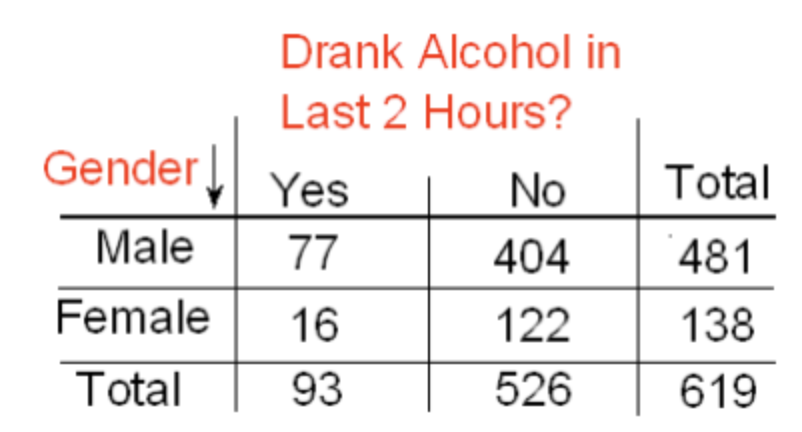 Drank Alcohol in
Last 2 Hours?
Gender Yes No Total
Male 77 404 481
Female 16 122 138
Total 93 526 619